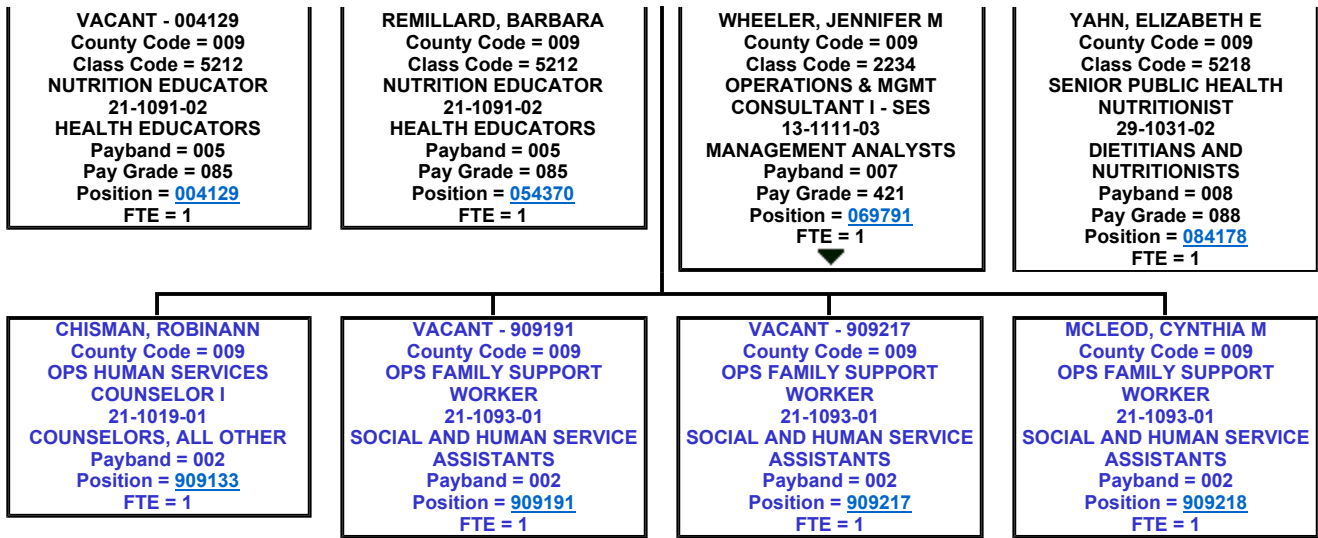 VACANT - 004129
County Code = 009
Class Code = 5212
NUTRITION EDUCATOR
21-1091-02
HEALTH EDUCATORS
Payband = 005
Pay Grade = 085
Position = 004129
FTE = 1
REMILLARD, BARBARA
County Code = 009
Class Code = 5212
NUTRITION EDUCATOR
21-1091-02
HEALTH EDUCATORS
Payband = 005
Pay Grade = 085
Position = 054370
FTE = 1
WHEELER, JENNIFER M
County Code = 009
Class Code = 2234
OPERATIONS & MGMT
CONSULTANT I - SES
13-1111-03
MANAGEMENT ANALYSTS
Payband = 007
Pay Grade = 421
Position = 069791
FTE = 1
YAHN, ELIZABETH E
County Code = 009
Class Code = 5218
SENIOR PUBLIC HEALTH
NUTRITIONIST
29-1031-02
DIETITIANS AND
NUTRITIONISTS
Payband = 008
Pay Grade = 088
Position = 084178
FTE = 1
CHISMAN, ROBINANN
County Code = 009
OPS HUMAN SERVICES
COUNSELOR I
21-1019-01
COUNSELORS, ALL OTHER
Payband = 002
Position = 909133
FTE = 1
VACANT - 909191
County Code = 009
OPS FAMILY SUPPORT
WORKER
21-1093-01
SOCIAL AND HUMAN SERVICE
ASSISTANTS
Payband = 002
Position = 909191
FTE = 1
VACANT - 909217
County Code = 009
OPS FAMILY SUPPORT
WORKER
21-1093-01
SOCIAL AND HUMAN SERVICE
ASSISTANTS
Payband = 002
Position = 909217
FTE = 1
MCLEOD, CYNTHIA M
County Code = 009
OPS FAMILY SUPPORT
WORKER
21-1093-01
SOCIAL AND HUMAN SERVICE
ASSISTANTS
Payband = 002
Position = 909218
FTE = 1